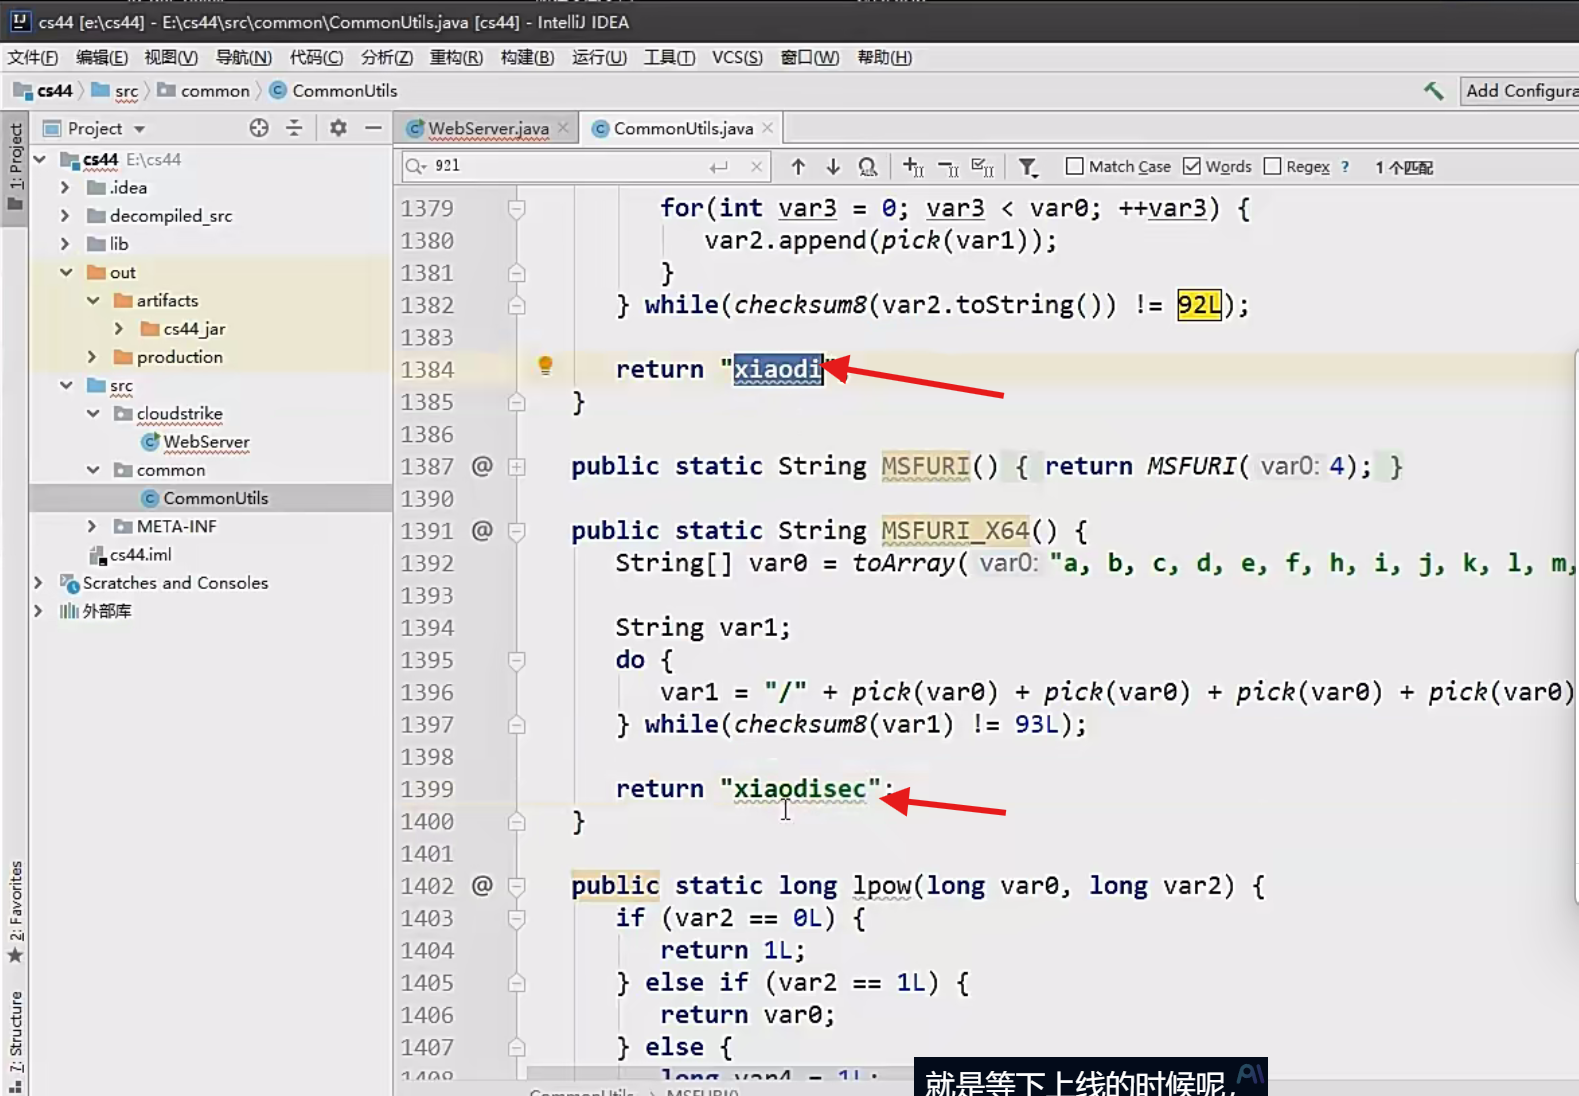 cs44 [e:\cs44] - E:\cs44\src\common\CommonUtils.java [cs44] - IntelliJ IDEA
文件(F) 编辑(E) 视图(V) 导航(N) 代码(C) 分析(Z) 重构(R) 构建(B) 运行(U) 工具(T) VCS(S) 窗口(W) 帮助(H)
cs44 src common CommonUtils Add Configura
1: Project
Project
cs44 E:\cs44
.idea
decompiled_src
lib
out
artifacts
cs44_jar
production
src
cloudstrike
WebServer
common
CommonUtils
META-INF
cs44.iml
Scratches and Consoles
外部库
2: Favorites
7: Structure
WebServer.java CommonUtils.java
92l Match Case Words Regex ? 1 个匹配
1379 for(int var3 = 0; var3 < var0; ++var3) {
1380 var2.append(pick(var1));
1381 }
1382 } while(checksum8(var2.toString()) != 92L);
1383
1384 return "xiaodi"
1385 }
1386
1387 @ public static String MSFURI() { return MSFURI( var0: 4); }
1390
1391 @ public static String MSFURI_X64() {
1392 String[] var0 = toArray( var0: "a, b, c, d, e, f, h, i, j, k, l, m,
1393
1394 String var1;
1395 do {
1396 var1 = "/" + pick(var0) + pick(var0) + pick(var0) + pick(var0)
1397 } while(checksum8(var1) != 93L);
1398
1399 return "xiaodisec";
1400 }
1401
1402 @ public static long lpow(long var0, long var2) {
1403 if (var2 == 0L) {
1404 return 1L;
1405 } else if (var2 == 1L) {
1406 return var0;
1407 } else {
1408 long var4 = 1L;
CommonUtils MSFURI()
就是等下上线的时候呢,